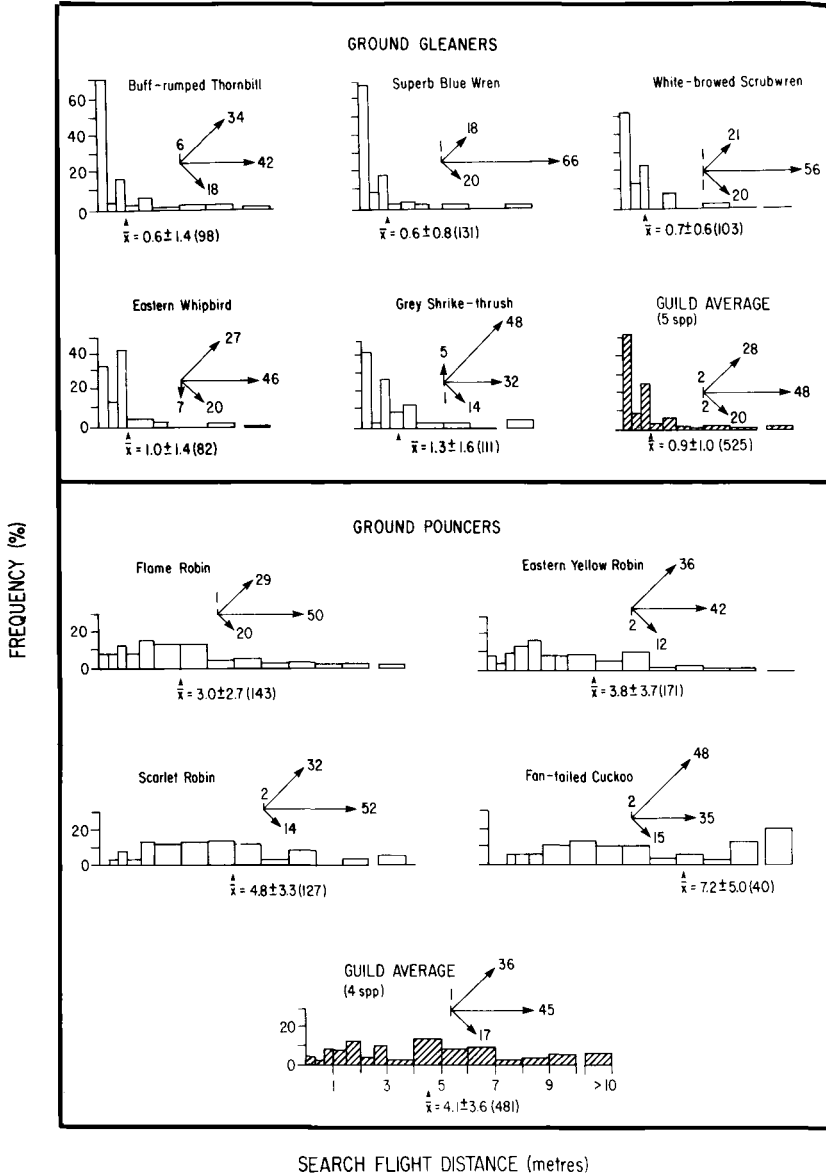 GROUND GLEANERS
Buff-rumped Thornbill
Superb Blue Wren
White-browed Scrubwren
60
40
20
0
6
34
42
18
x̄ = 0.6±1.4 (98)
1
18
66
20
x̄ = 0.6±0.8 (131)
1
21
56
1
20
x̄ = 0.7±0.6 (103)
Eastern Whipbird
Grey Shrike-thrush
GUILD AVERAGE
(5 spp)
40
20
0
27
46
7
20
x̄ = 1.0±1.4 (82)
5
48
32
1
14
x̄ = 1.3±1.6 (111)
2
28
48
2
20
x̄ = 0.9±1.0 (525)
FREQUENCY (%)
GROUND POUNCERS
Flame Robin
Eastern Yellow Robin
20
0
1
29
50
20
x̄ = 3.0±2.7 (143)
36
42
2
12
x̄ = 3.8±3.7 (171)
Scarlet Robin
Fan-tailed Cuckoo
20
0
2
32
52
14
x̄ = 4.8±3.3 (127)
2
48
35
15
x̄ = 7.2±5.0 (40)
GUILD AVERAGE
(4 spp)
20
0
1
36
45
17
1 3 5 7 9 >10
x̄ = 4.1±3.6 (481)
SEARCH FLIGHT DISTANCE (metres)